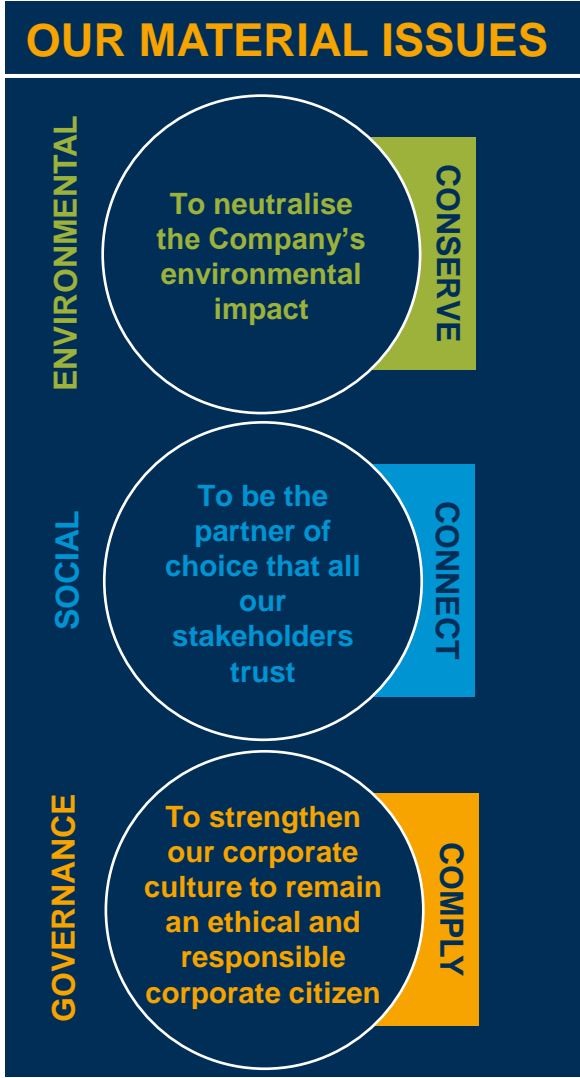 OUR MATERIAL ISSUES
ENVIRONMENTAL
To neutralise
the Company's
environmental
impact
CONSERVE
SOCIAL
To be the
partner of
choice that all
our
stakeholders
trust
CONNECT
GOVERNANCE
To strengthen
our corporate
culture to remain
an ethical and
responsible
corporate citizen
COMPLY